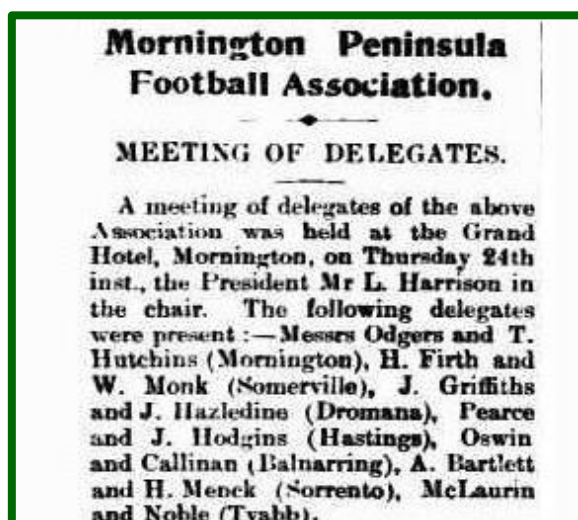 Mornington Peninsula
Football Association.
MEETING OF DELEGATES.
A meeting of delegates of the above
Association was held at the Grand
Hotel, Mornington, on Thursday 24th
inst., the President Mr L. Harrison in
the chair. The following delegates
were present :—Messrs Odgers and T.
Hutchins (Mornington), H. Firth and
W. Monk (Somerville), J. Griffiths
and J. Hazledine (Dromana), Pearce
and J. Hodgins (Hastings), Oswin
and Callinan (Balnarring), A. Bartlett
and H. Menck (Sorrento), McLaurin
and Noble (Tyabb).